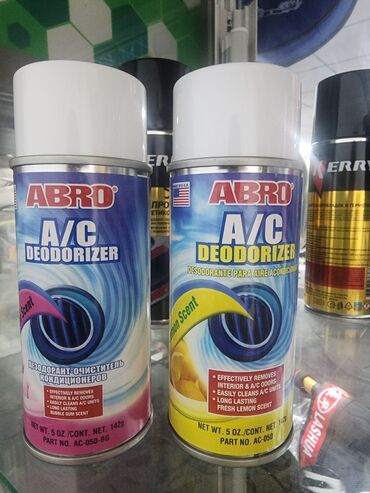 ABRO
A/C
DEODORIZER
Scent
ДЕЗОДОРАНТ-ОЧИСТИТЕЛЬ
КОНДИЦИОНЕРОВ
• EFFECTIVELY REMOVES
INTERIOR & A/C ODORS
• EASILY CLEANS A/C UNITS
• LONG LASTING
BUBBLE GUM SCENT
NET WT. 5 OZ./CONT. NET. 142g
PART NO. AC-050-BG
ABRO
A/C
DEODORIZER
DESODORANTE PARA AIRE
Scent
• EFFECTIVELY REMOVES
INTERIOR & A/C ODORS
• EASILY CLEANS A/C UNITS
• LONG LASTING
FRESH LEMON SCENT
NET WT. 5 OZ./CONT. NET. 142g
PART NO. AC-050
ERRY
LASHUA